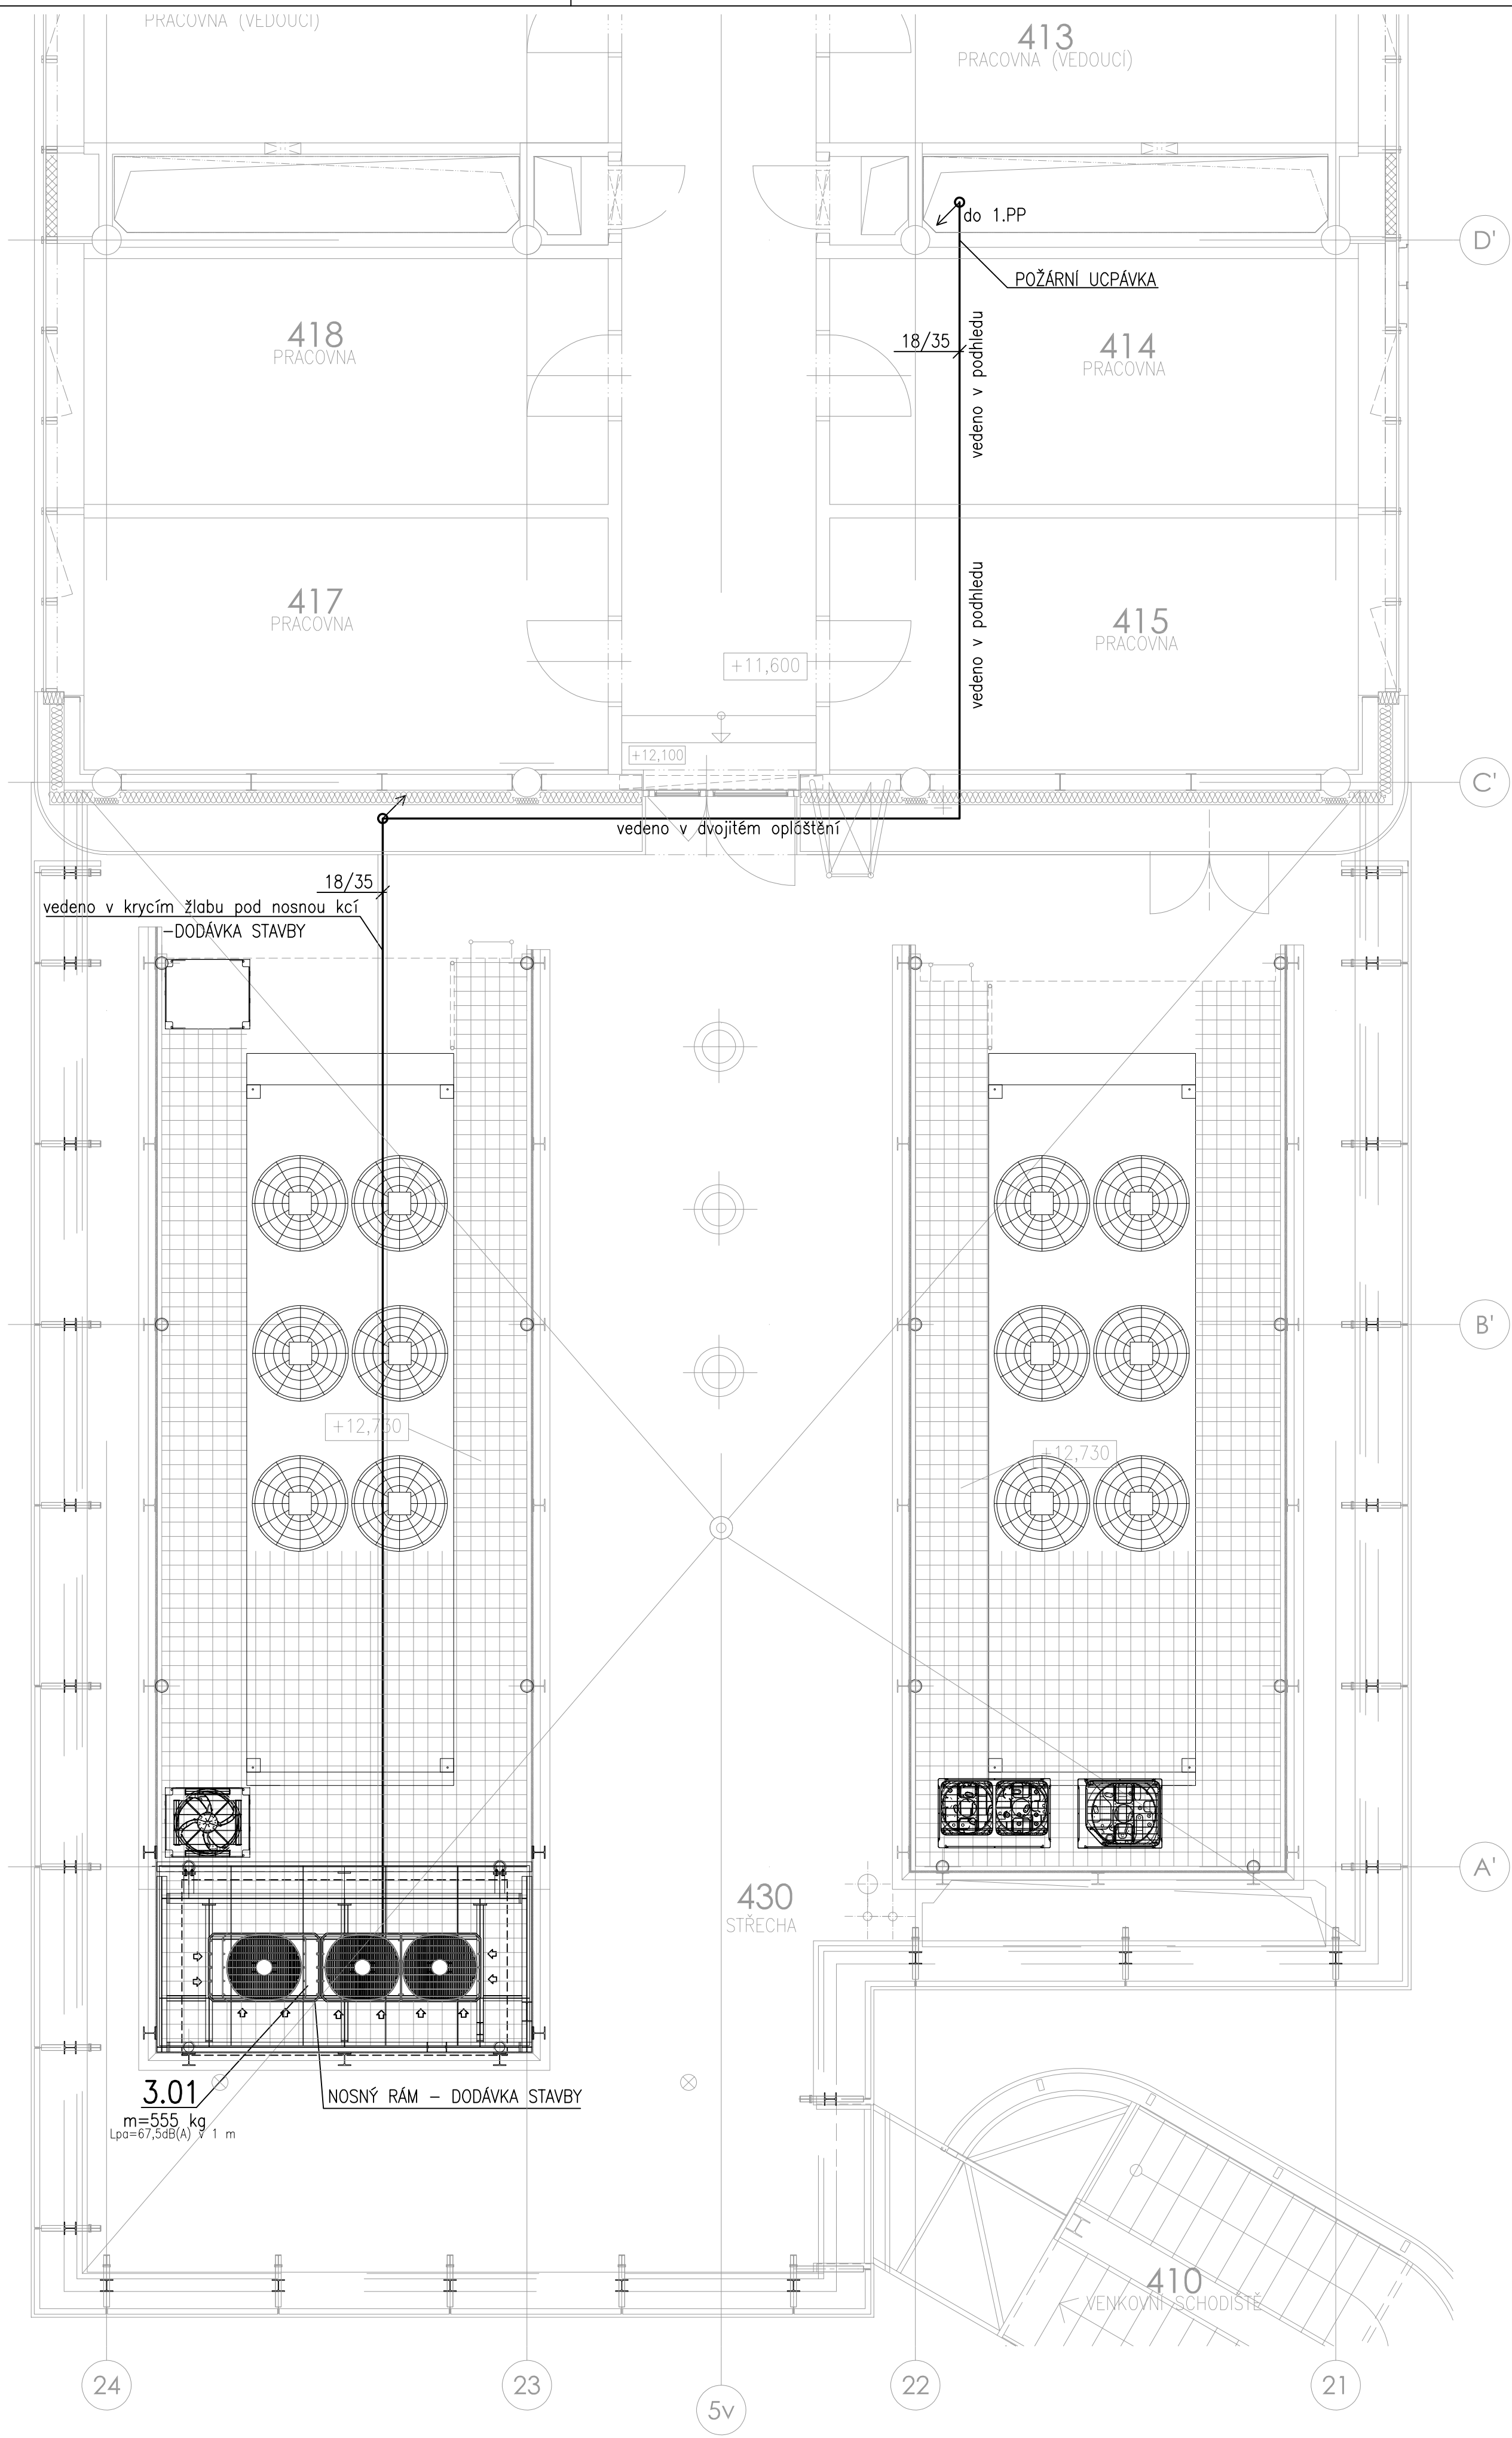 PRACOVNA (VEDOUCÍ)
413
PRACOVNA (VEDOUCÍ)
do 1.PP
D'
POŽÁRNÍ UCPÁVKA
418
PRACOVNA
18/35
vedeno v podhledu
414
PRACOVNA
417
PRACOVNA
vedeno v podhledu
415
PRACOVNA
+11,600
+12,100
C'
vedeno v dvojitém opláštění
18/35
vedeno v krycím žlabu pod nosnou kcí
-DODÁVKA STAVBY
B'
+12,730
+12,730
A'
430
STŘECHA
3.01
m=555 kg
Lpa=67,5dB(A) v 1 m
NOSNÝ RÁM - DODÁVKA STAVBY
410
VENKOVNÍ SCHODIŠTĚ
24
23
5v
22
21